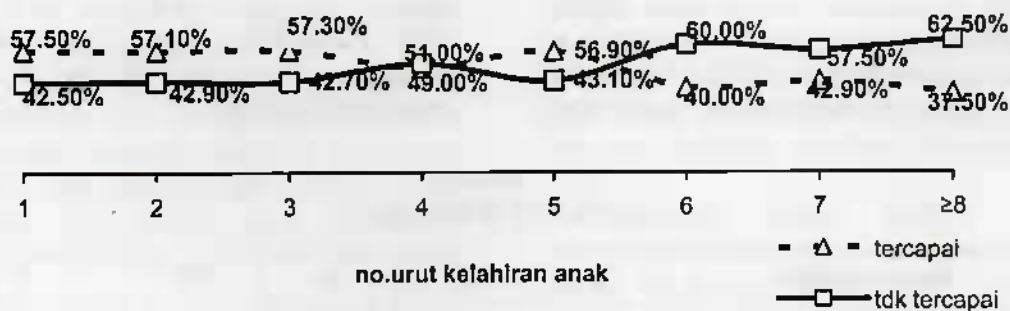 57.50% 57.10% 57.30% 51.00% 56.90% 60.00% 57.50% 62.50%
42.50% 42.90% 42.70% 49.00% 43.10% 40.00% 42.90% 37.50%
1 2 3 4 5 6 7 ≥8
no.urut kelahiran anak
tercapai
tdk tercapai